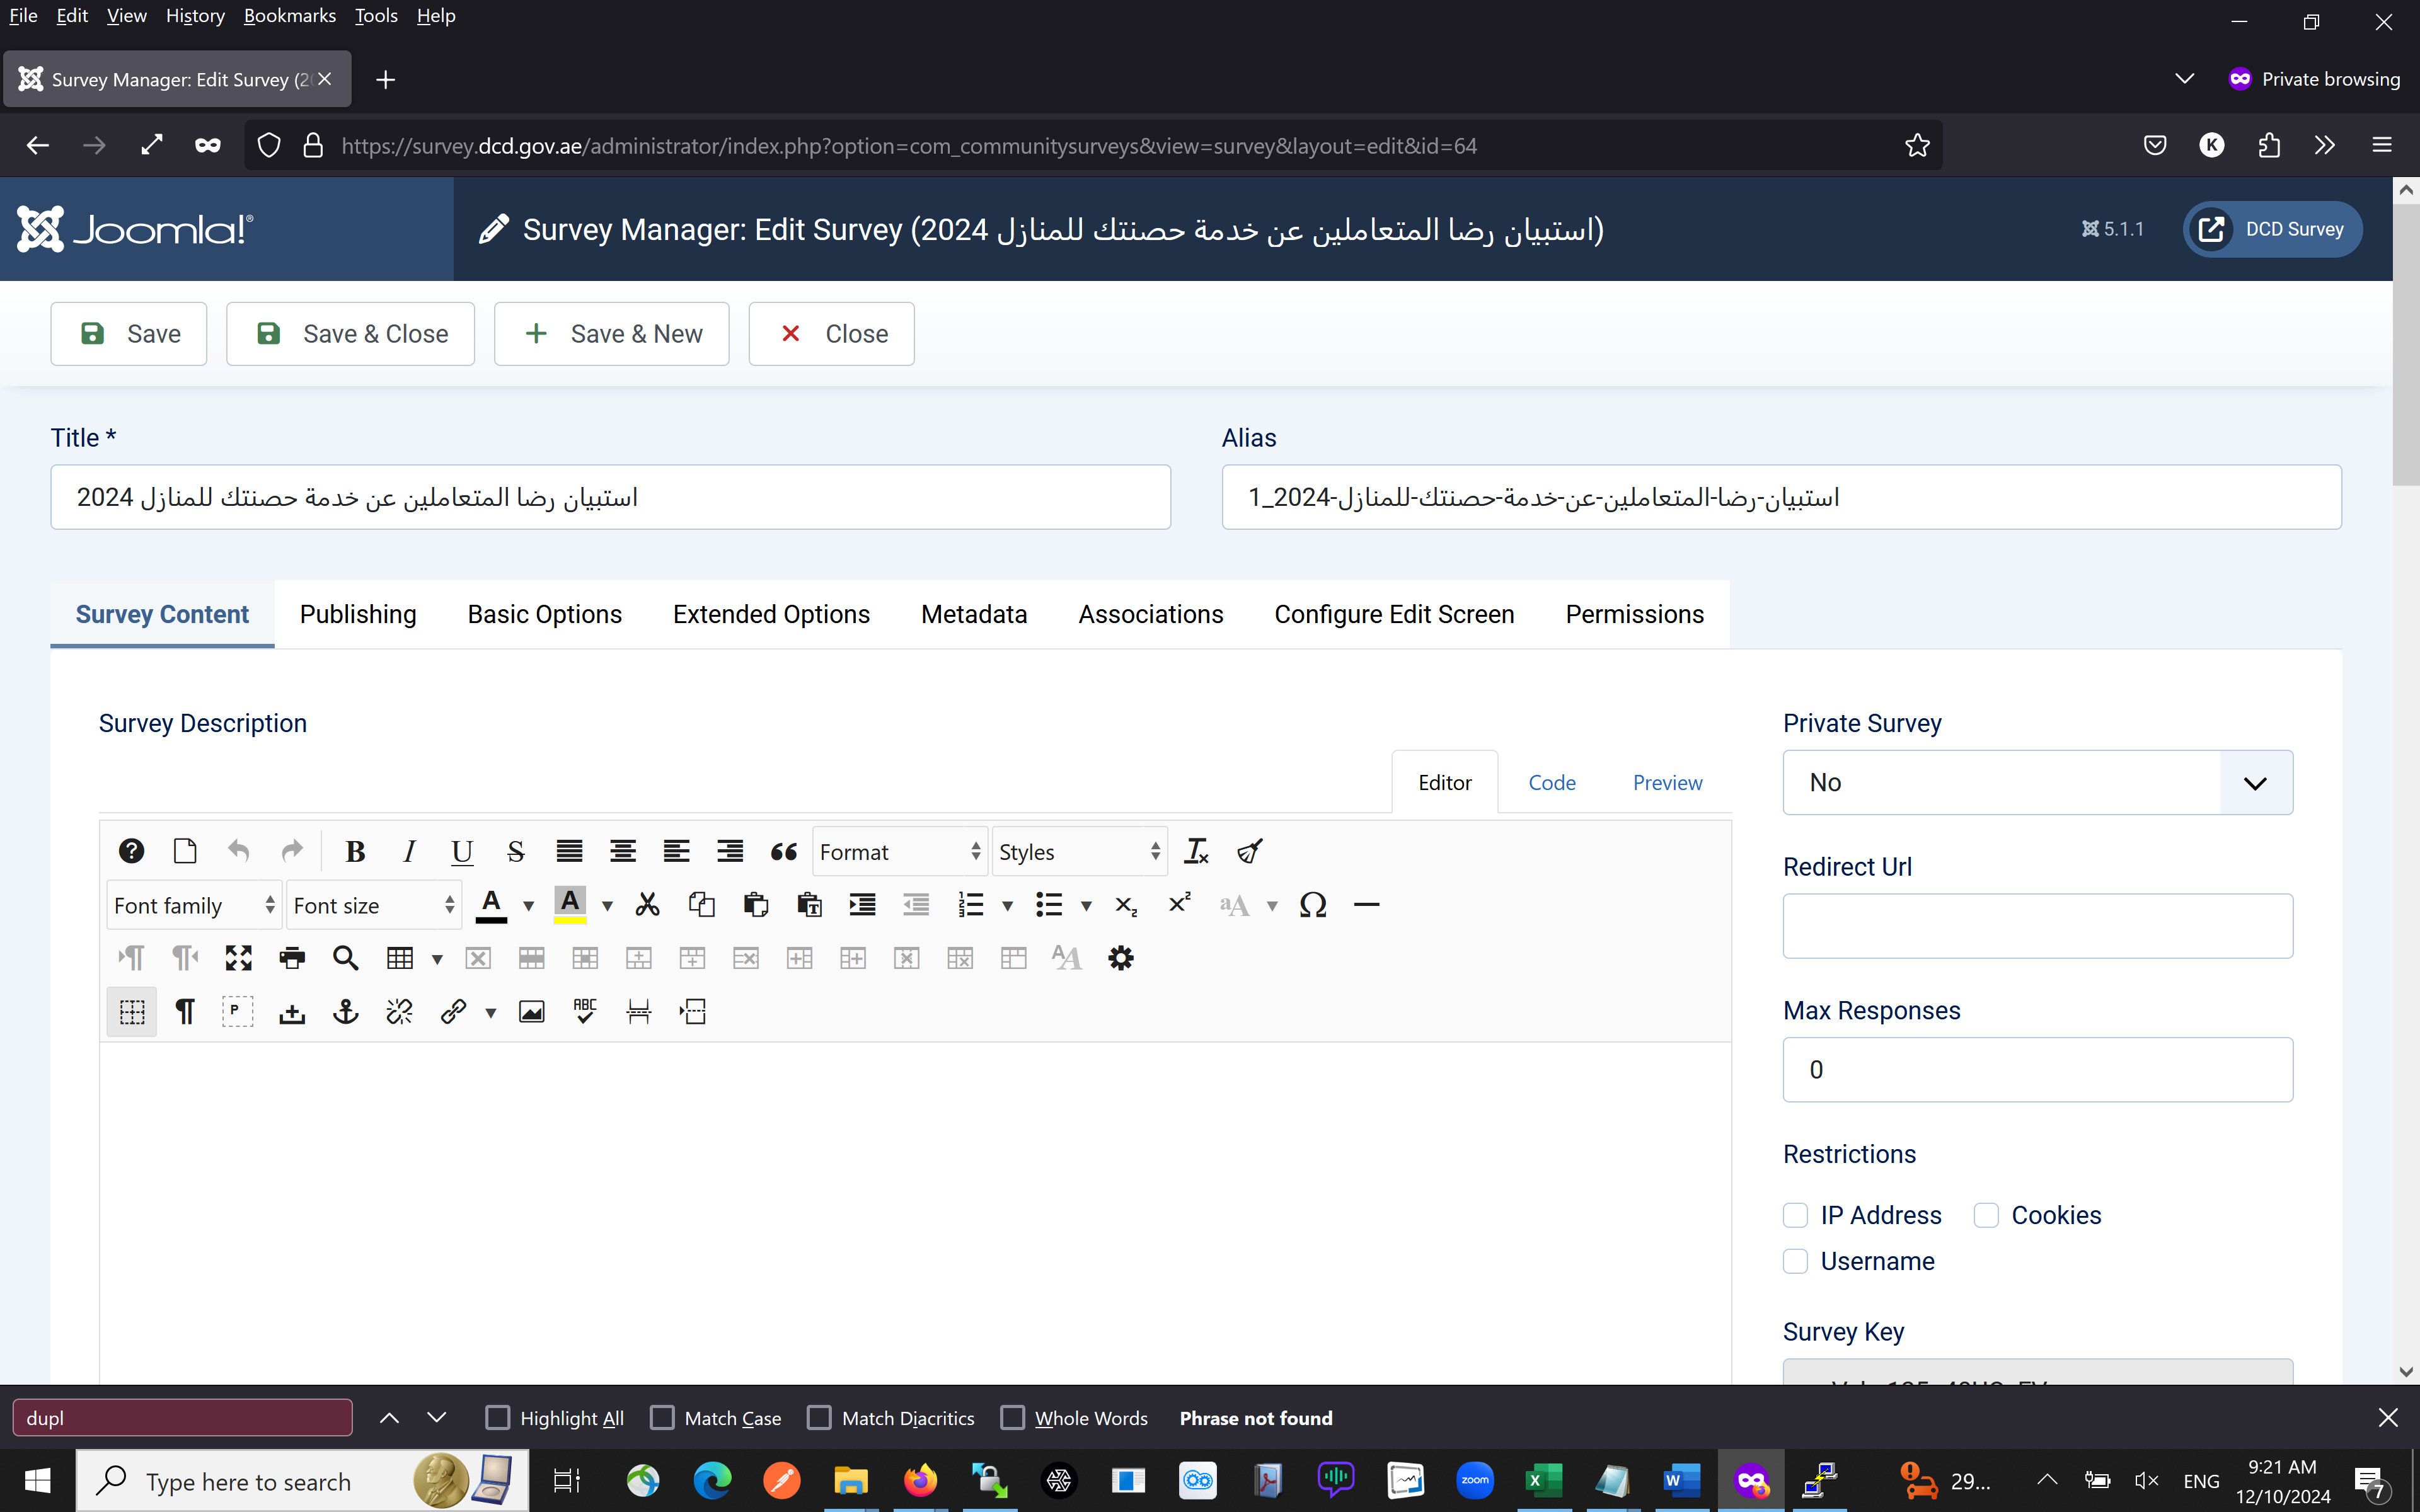 File Edit View History Bookmarks Tools Help
Survey Manager: Edit Survey (2
Private browsing
https://survey.dcd.gov.ae/administrator/index.php?option=com_communitysurveys&view=survey&layout=edit&id=64
K
Joomla!®
Survey Manager: Edit Survey (استبيان رضا المتعاملين عن خدمة حصنتك للمنازل 2024)
5.1.1
DCD Survey
Save
Save & Close
Save & New
Close
Title *
Alias
استبيان رضا المتعاملين عن خدمة حصنتك للمنازل 2024
استبيان-رضا-المتعاملين-عن-خدمة-حصنتك-للمنازل-2024_1
Survey Content Publishing Basic Options Extended Options Metadata Associations Configure Edit Screen Permissions
Survey Description
Editor Code Preview
Format
Styles
Font family
Font size
Private Survey
No
Redirect Url
Max Responses
0
Restrictions
IP Address Cookies
Username
Survey Key
dupl
Highlight All Match Case Match Diacritics Whole Words Phrase not found
Type here to search
zoom
29...
ENG
9:21 AM
12/10/2024
7